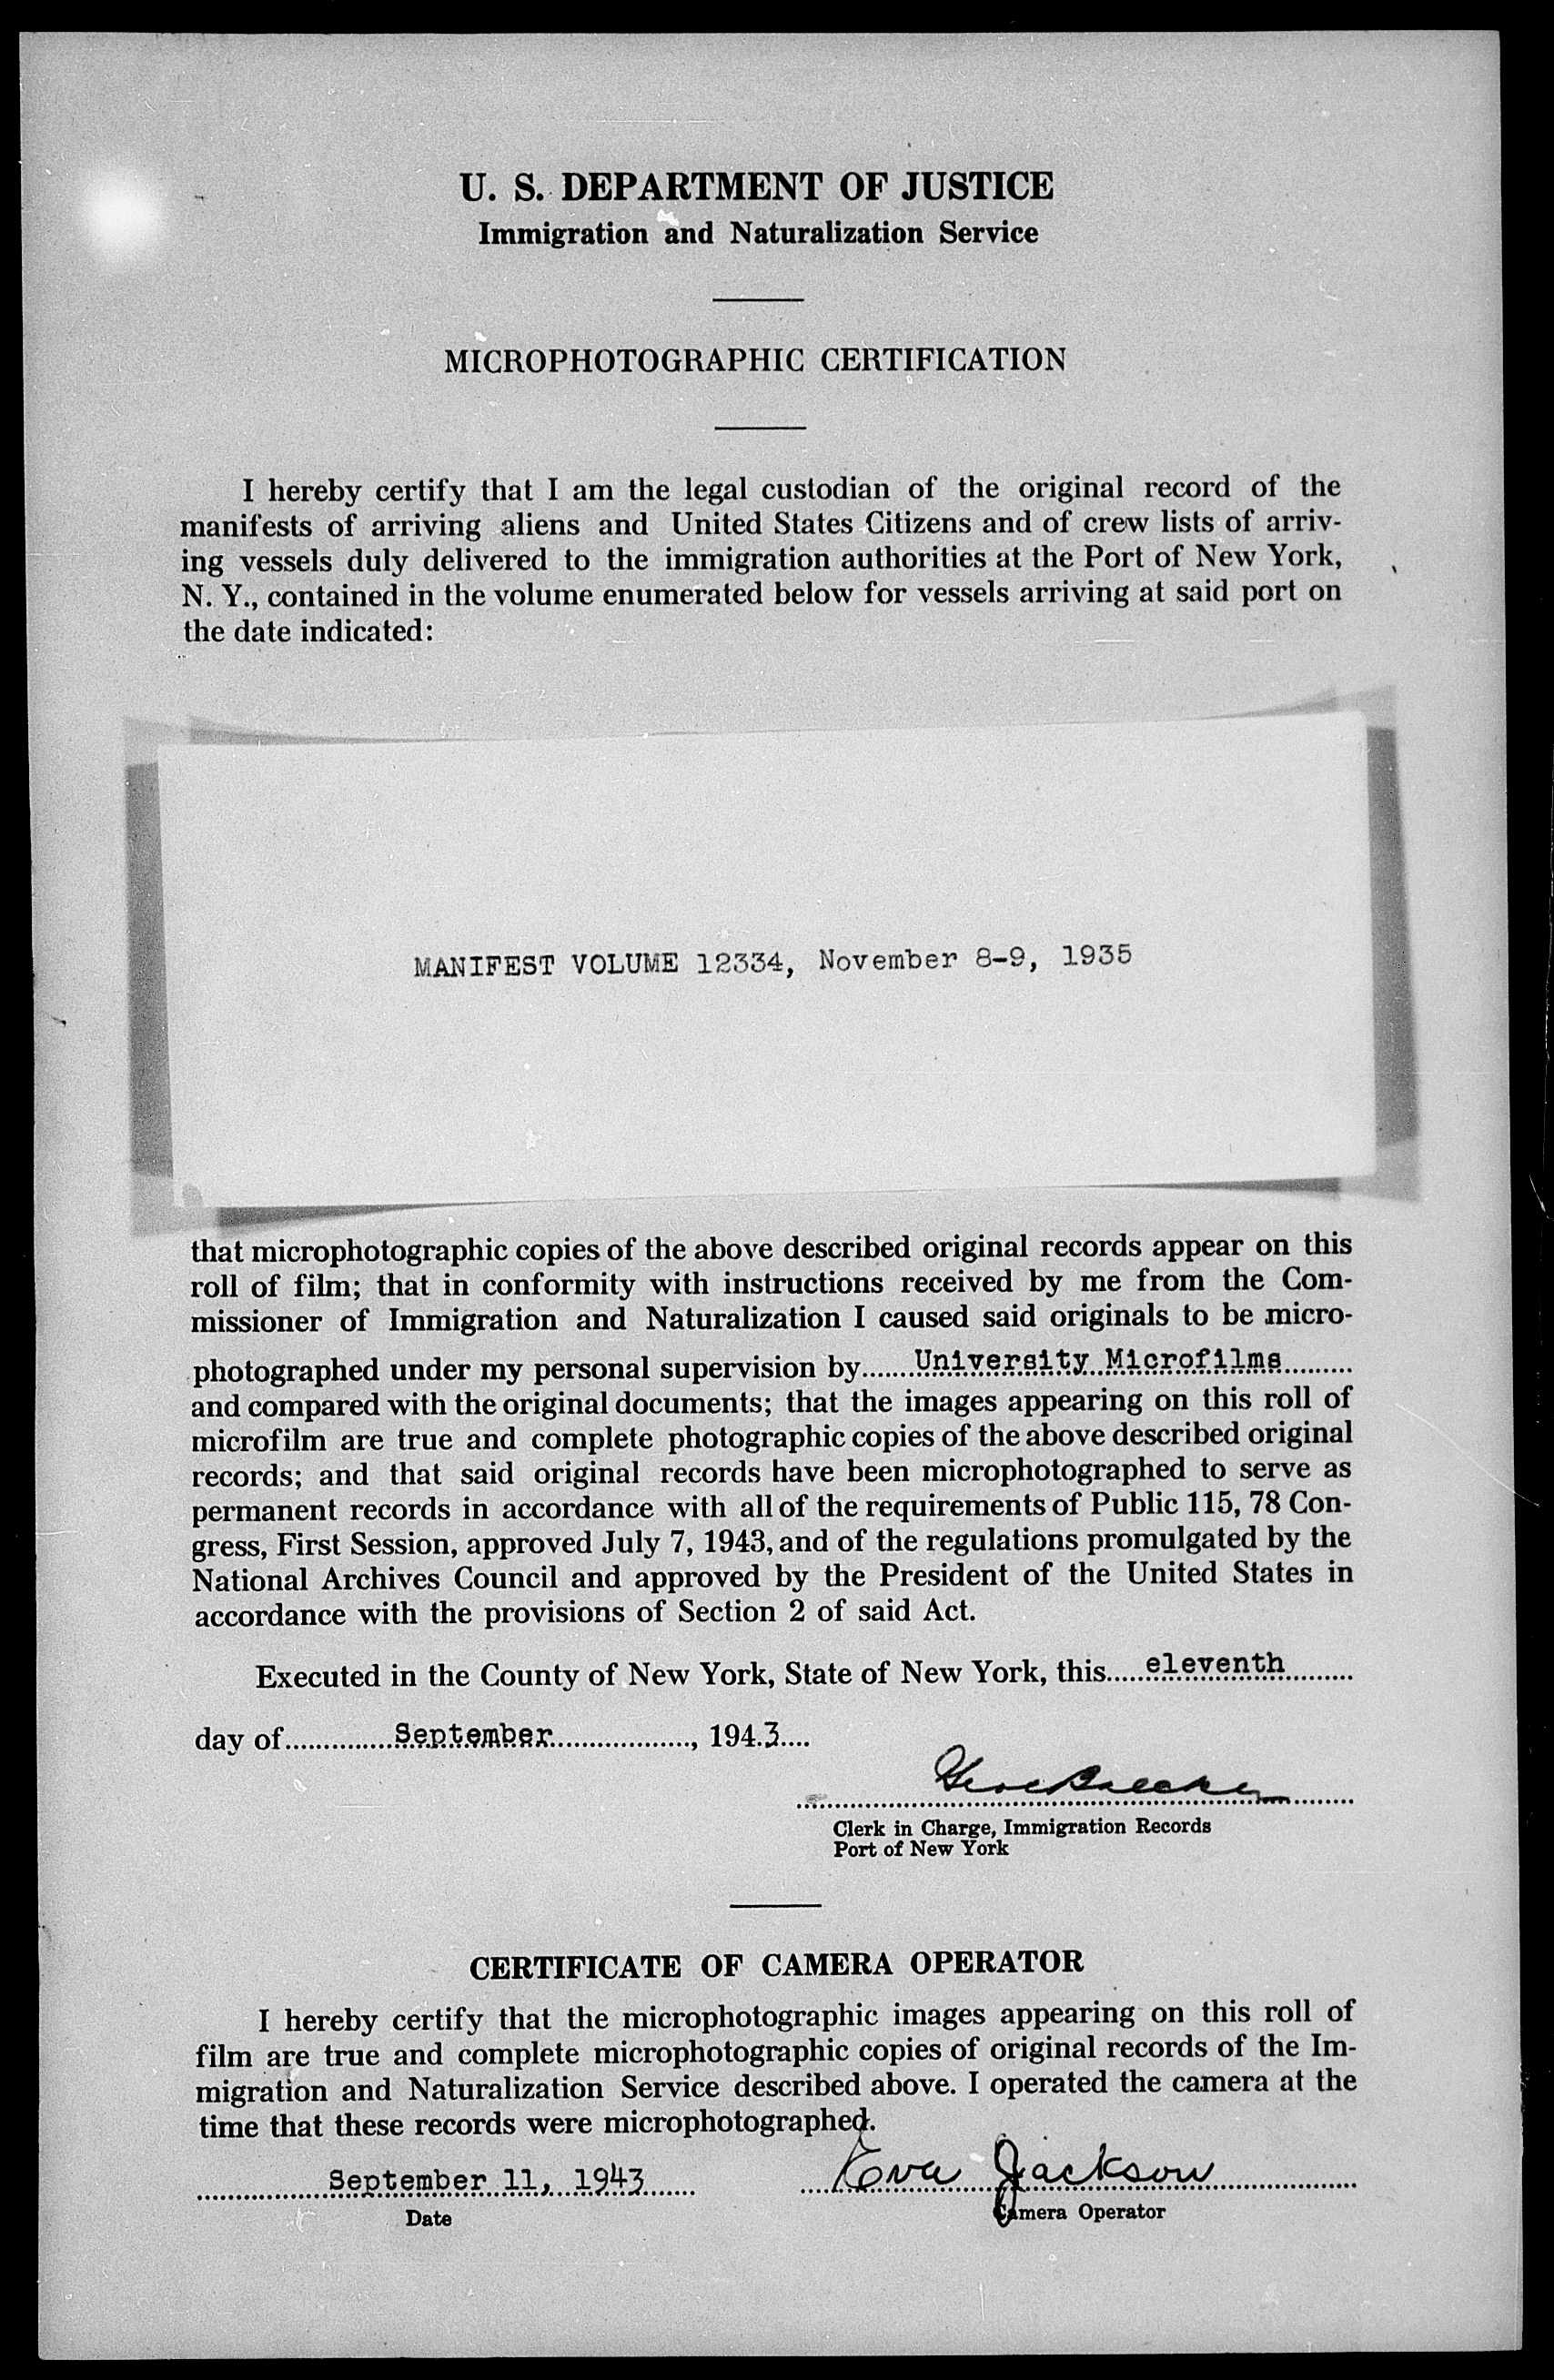 U. S. DEPARTMENT OF JUSTICE
Immigration and Naturalization Service
MICROPHOTOGRAPHIC CERTIFICATION
I hereby certify that I am the legal custodian of the original record of the
manifests of arriving aliens and United States Citizens and of crew lists of arriv-
ing vessels duly delivered to the immigration authorities at the Port of New York,
N. Y., contained in the volume enumerated below for vessels arriving at said port on
the date indicated:
MANIFEST VOLUME 12334, November 8-9, 1935
that microphotographic copies of the above described original records appear on this
roll of film; that in conformity with instructions received by me from the Com-
missioner of Immigration and Naturalization I caused said originals to be micro-
photographed under my personal supervision by University Microfilms
and compared with the original documents; that the images appearing on this roll of
microfilm are true and complete photographic copies of the above described original
records; and that said original records have been microphotographed to serve as
permanent records in accordance with all of the requirements of Public 115, 78 Con-
gress, First Session, approved July 7, 1943, and of the regulations promulgated by the
National Archives Council and approved by the President of the United States in
accordance with the provisions of Section 2 of said Act.
Executed in the County of New York, State of New York, this eleventh
day of September, 1943
Clerk in Charge, Immigration Records
Port of New York
CERTIFICATE OF CAMERA OPERATOR
I hereby certify that the microphotographic images appearing on this roll of
film are true and complete microphotographic copies of original records of the Im-
migration and Naturalization Service described above. I operated the camera at the
time that these records were microphotographed.
September 11, 1943 Eva Jackson
Date Camera Operator